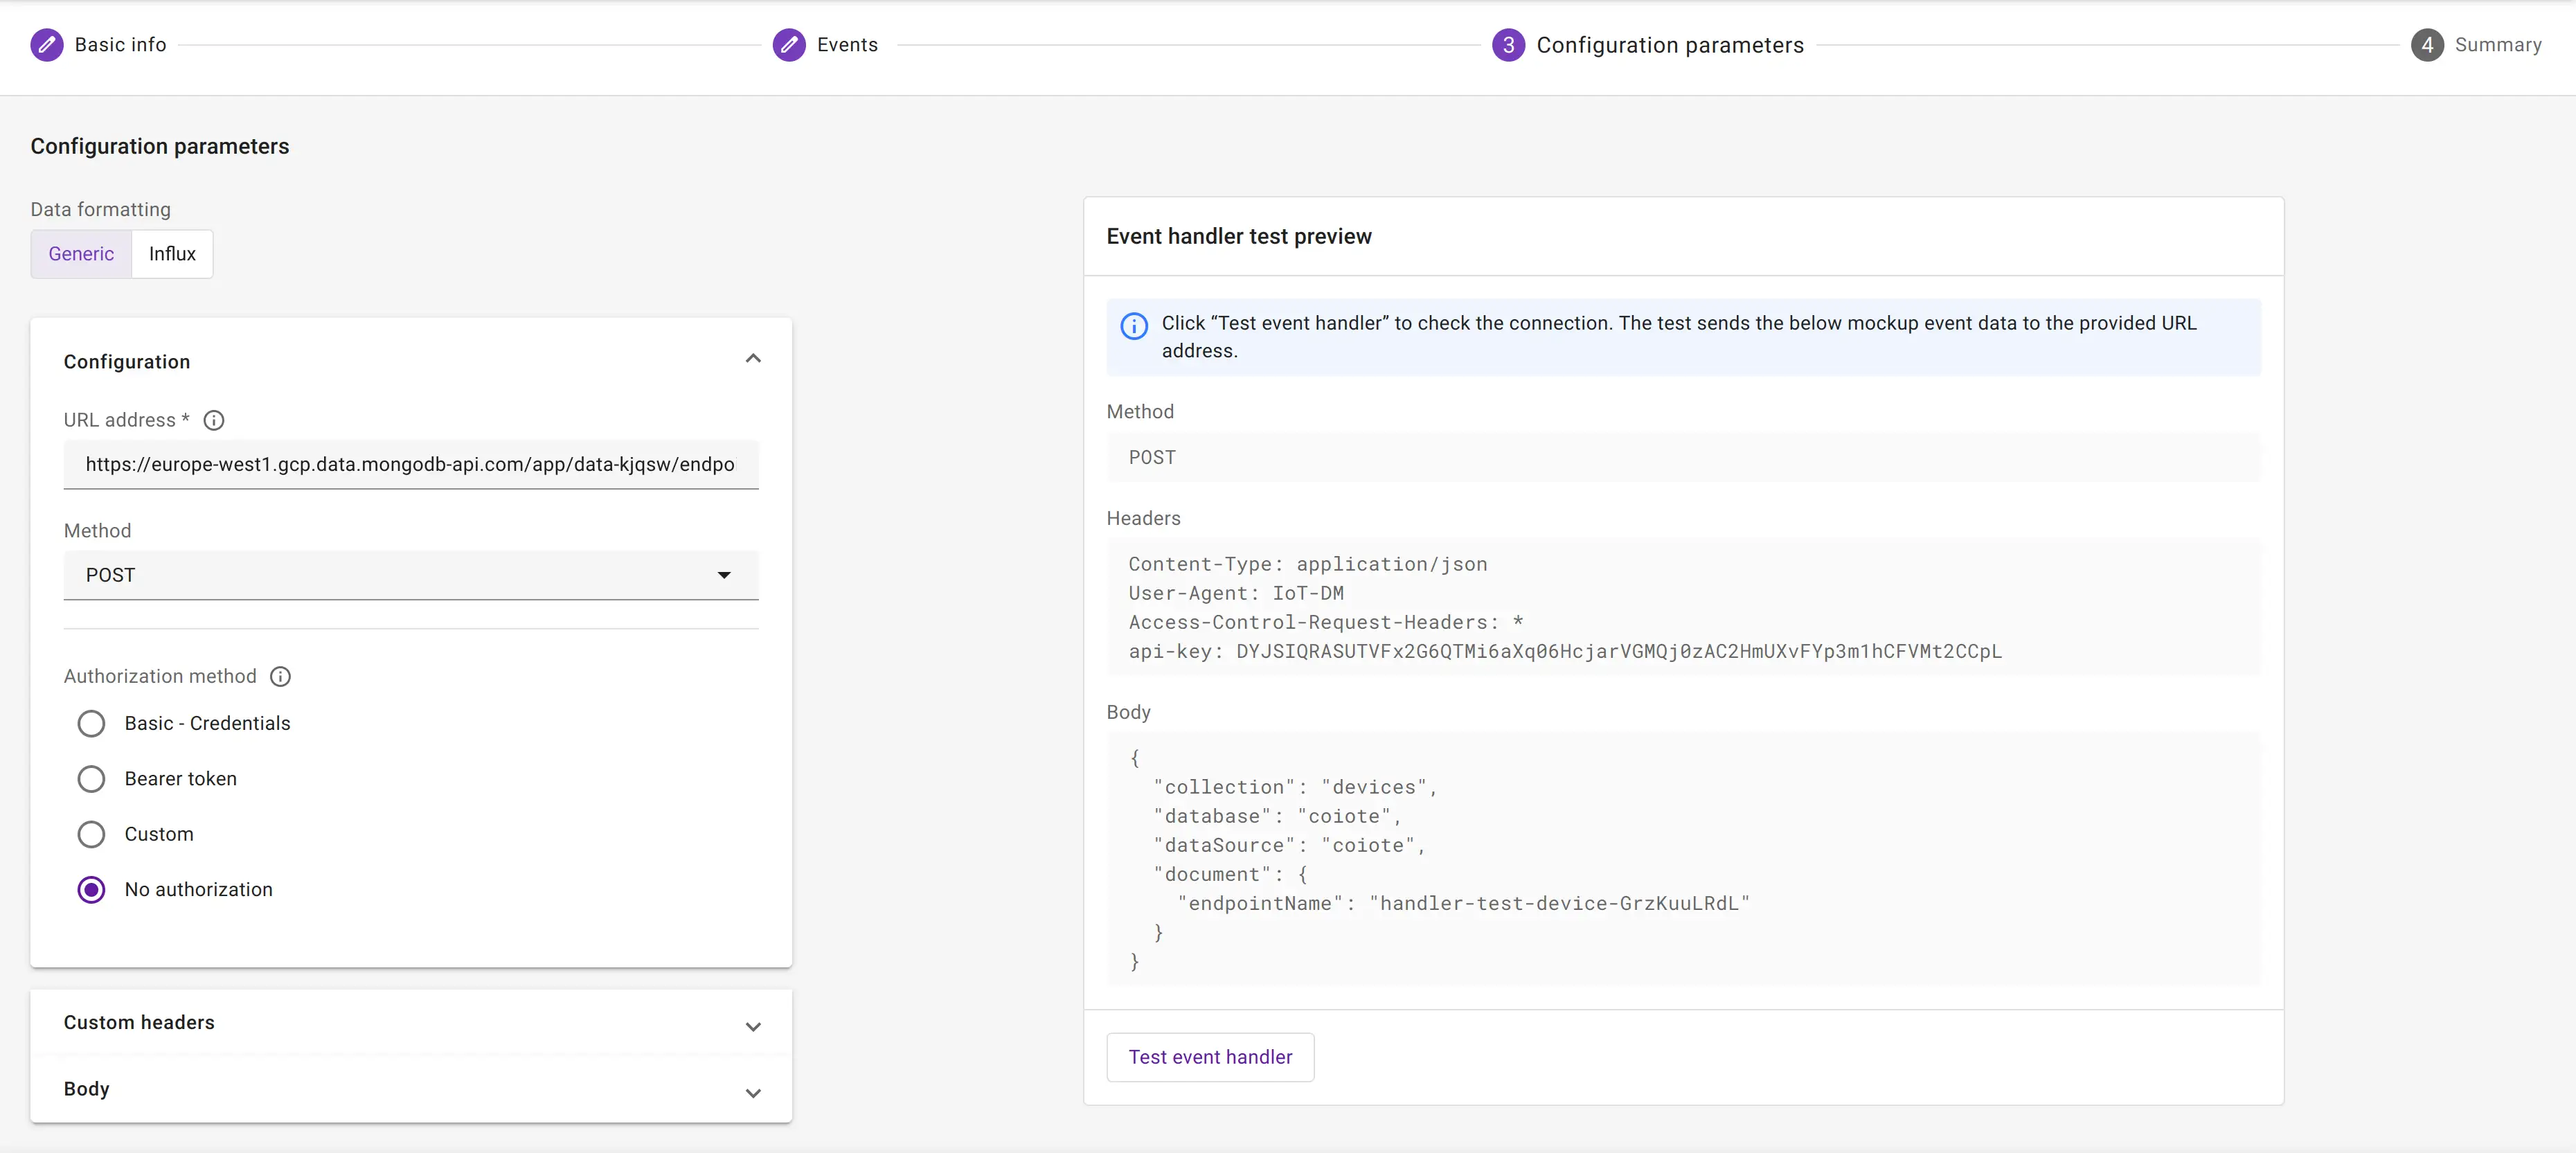 Basic info
Events
3 Configuration parameters
4 Summary
Configuration parameters
Data formatting
Generic Influx
Configuration
URL address *
https://europe-west1.gcp.data.mongodb-api.com/app/data-kjqsw/endpo
Method
POST
Authorization method
Basic - Credentials
Bearer token
Custom
No authorization
Custom headers
Body
Event handler test preview
Click “Test event handler” to check the connection. The test sends the below mockup event data to the provided URL
address.
Method
POST
Headers
Content-Type: application/json
User-Agent: IoT-DM
Access-Control-Request-Headers: *
api-key: DYJSIQRASUTVFx2G6QTMi6aXq06HcjarVGMQj0zAC2HmUXvFYp3m1hCFVMt2CCpL
Body
{
"collection": "devices",
"database": "coiote",
"dataSource": "coiote",
"document": {
"endpointName": "handler-test-device-GrzKuuLRdL"
}
}
Test event handler